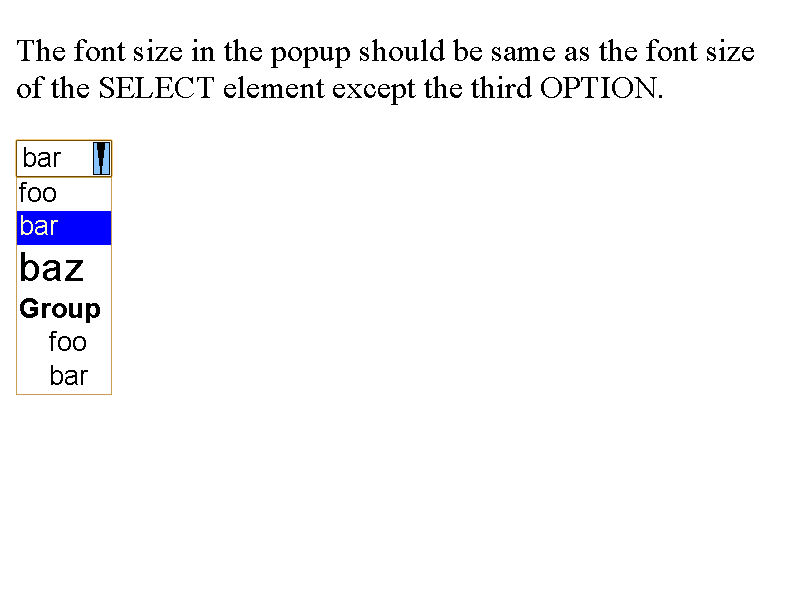 The font size in the popup should be same as the font size
of the SELECT element except the third OPTION.
bar
foo
bar
baz
Group
foo
bar